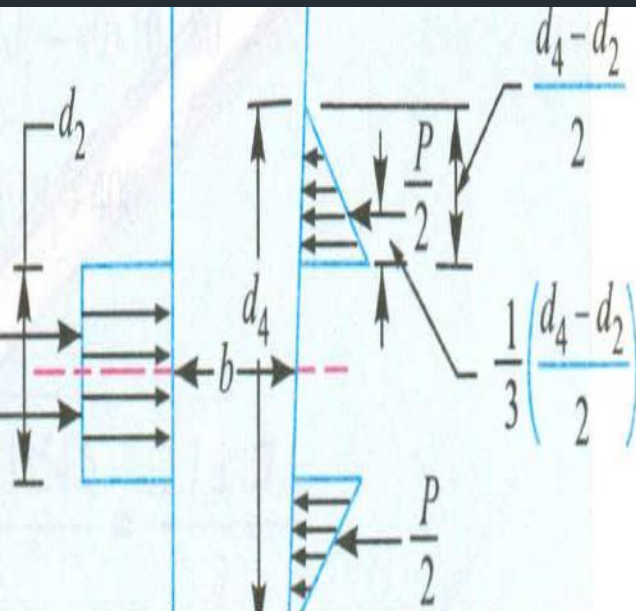 d₂
d₄
b
P/2
(d₄ – d₂)/2
1/3((d₄ – d₂)/2)
P/2